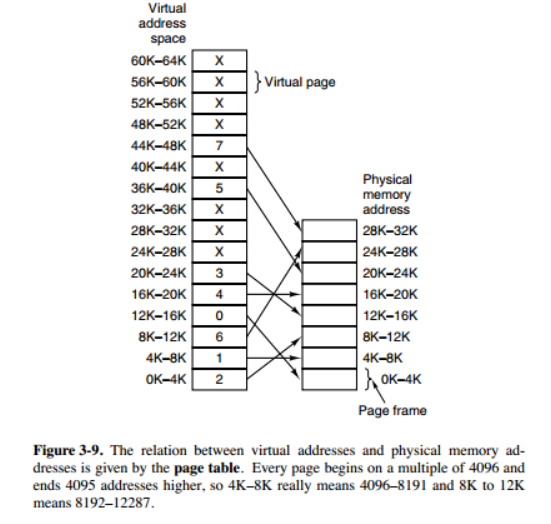 Virtual
address
space
60K–64K X
56K–60K X } Virtual page
52K–56K X
48K–52K X
44K–48K 7
40K–44K X
36K–40K 5
32K–36K X
28K–32K X
24K–28K X
20K–24K 3
16K–20K 4
12K–16K 0
8K–12K 6
4K–8K 1
0K–4K 2
Physical
memory
address
28K–32K
24K–28K
20K–24K
16K–20K
12K–16K
8K–12K
4K–8K
} 0K–4K
Page frame
Figure 3-9. The relation between virtual addresses and physical memory ad-
dresses is given by the page table. Every page begins on a multiple of 4096 and
ends 4095 addresses higher, so 4K–8K really means 4096–8191 and 8K to 12K
means 8192–12287.